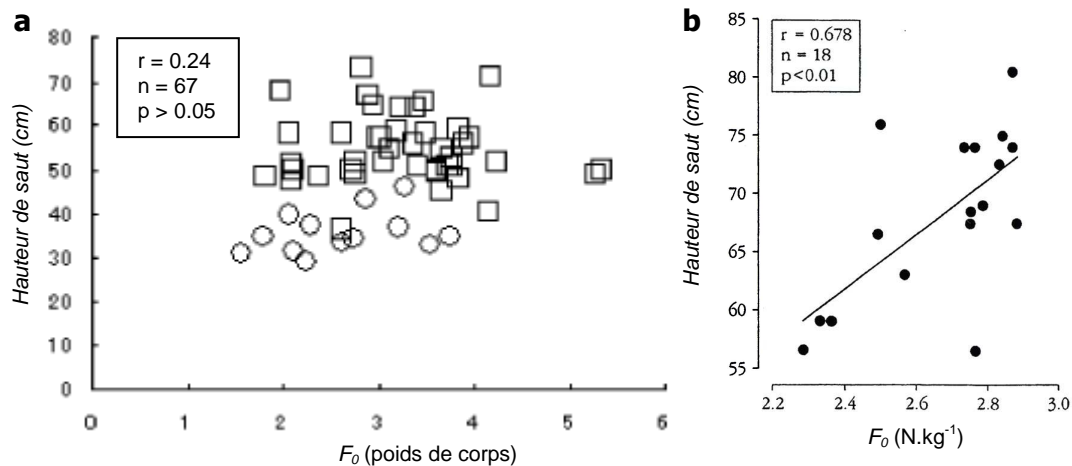 a
r = 0.24
n = 67
p > 0.05
Hauteur de saut (cm)
80
70
60
50
40
30
20
10
0
0 1 2 3 4 5 6
F0 (poids de corps)
b
r = 0.678
n = 18
p<0.01
Hauteur de saut (cm)
85
80
75
70
65
60
55
2.2 2.4 2.6 2.8 3.0
F0 (N.kg-1)